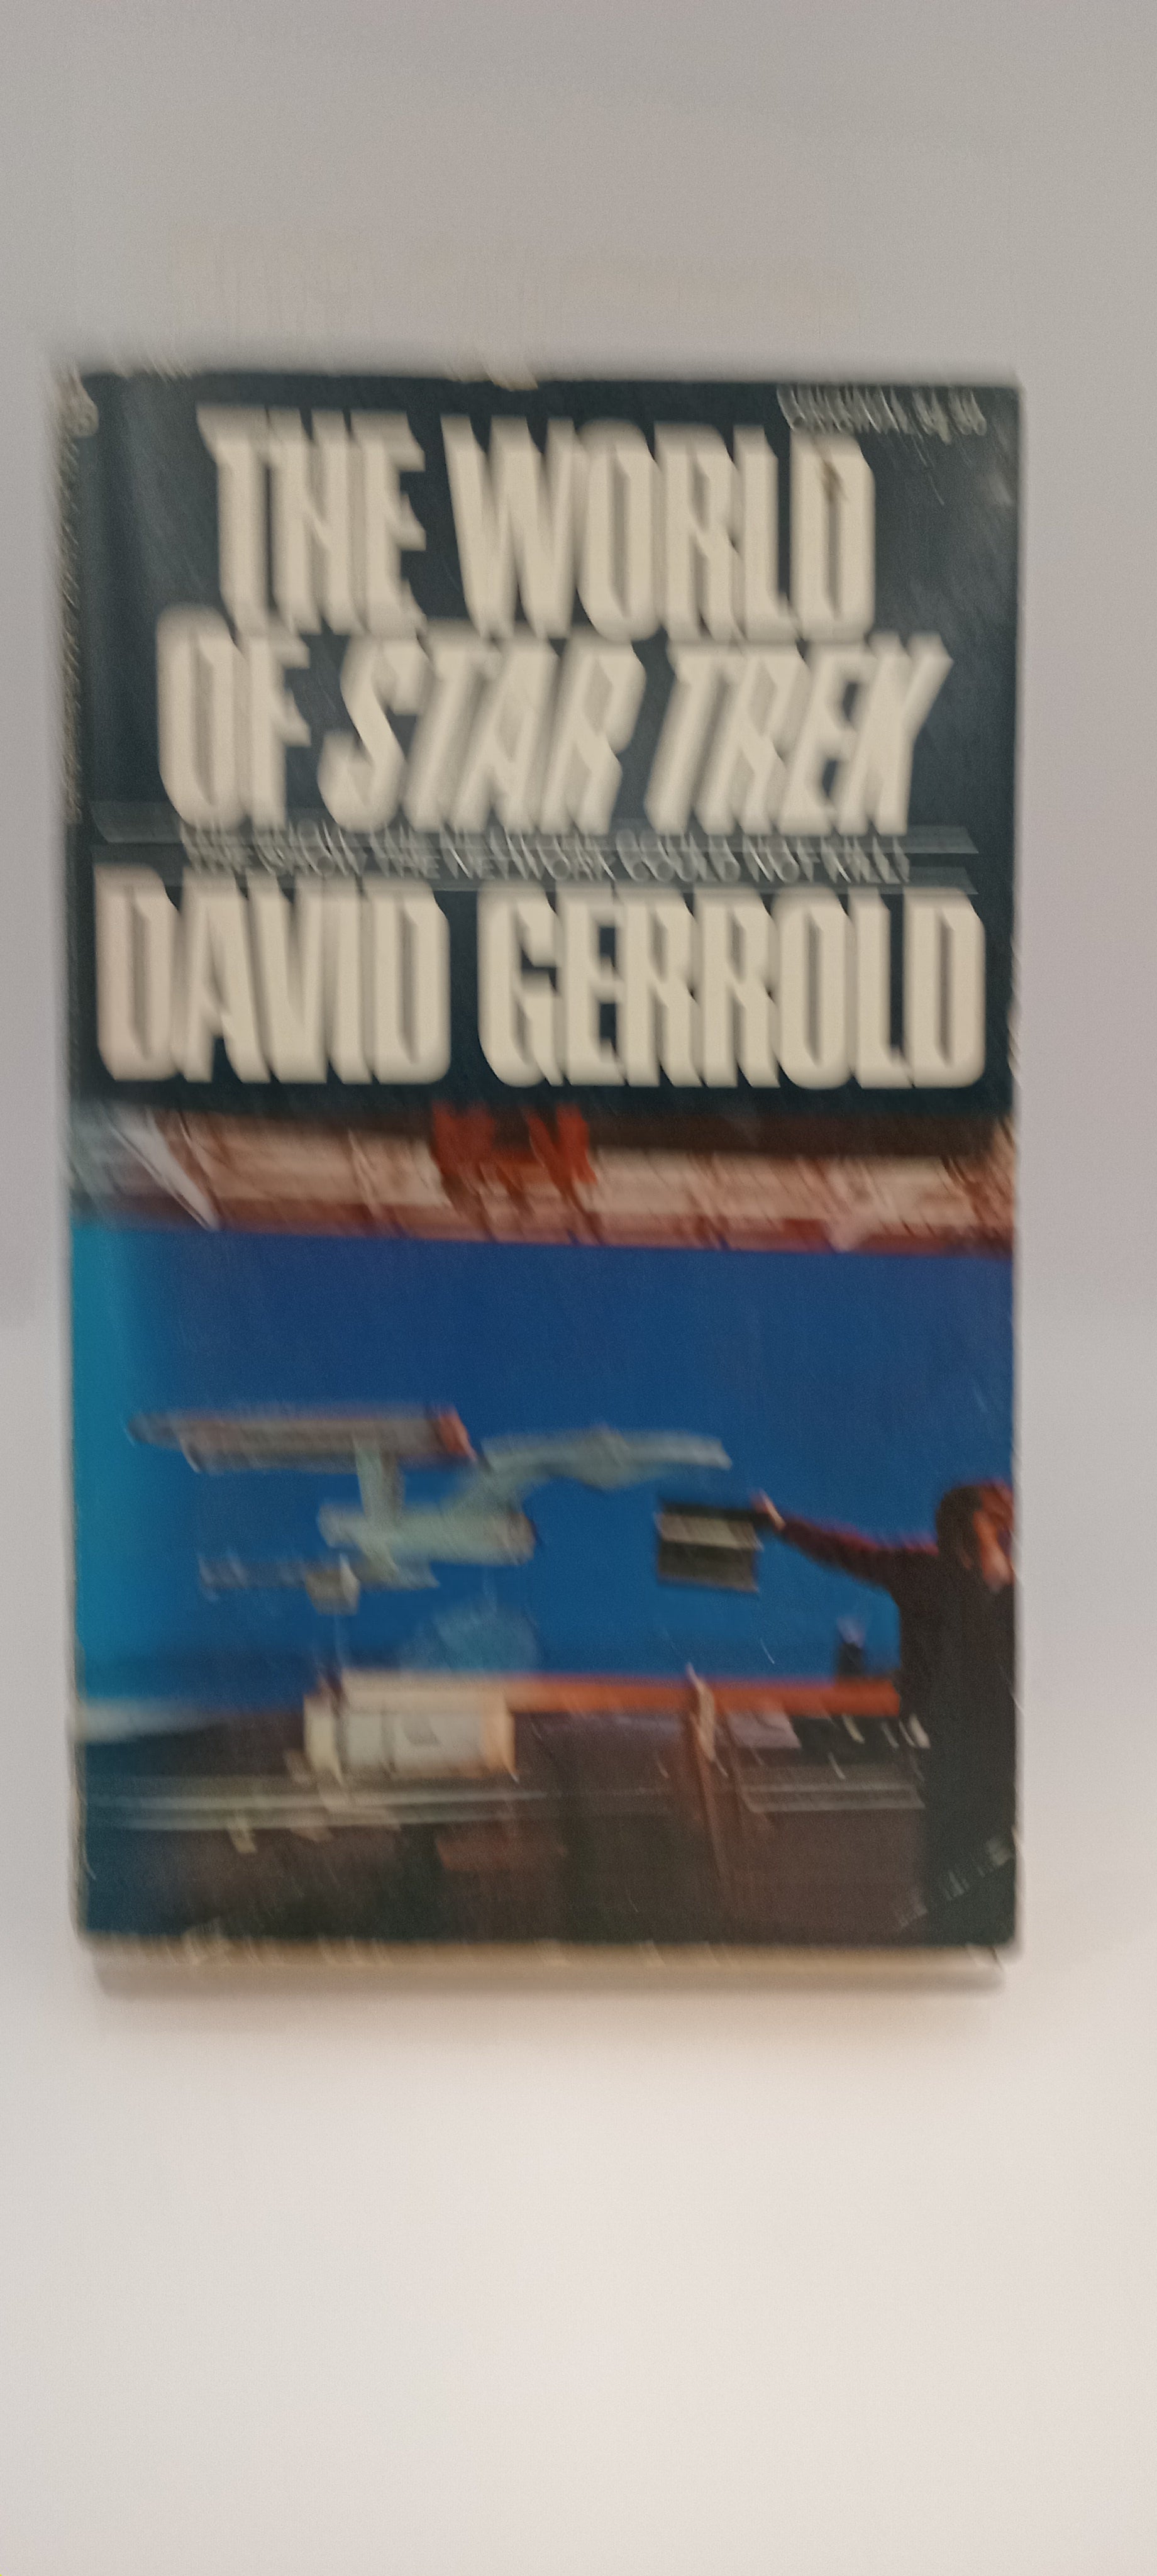 THE WORLD
OF STAR TREK
THE SHOW THE NETWORK COULD NOT KILL!
DAVID GERROLD